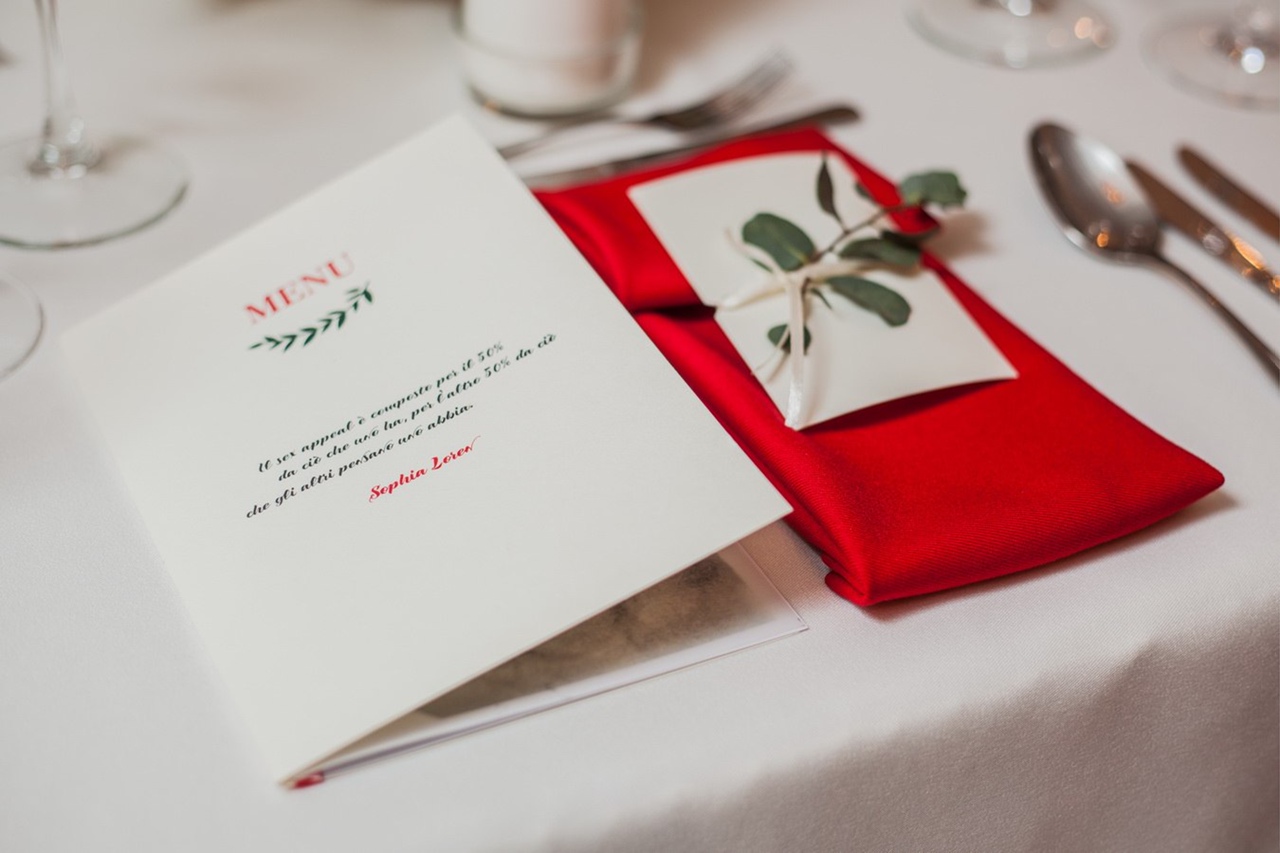 MENU
Il sex appeal è composto per il 50%
da ciò che uno ha, per l'altro 50% da ciò
che gli altri pensano uno abbia.
Sophia Loren